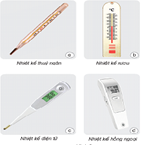 a
Nhiệt kế thuỷ ngân
b
°C
Nhiệt kế rượu
c
Nhiệt kế điện tử
d
Nhiệt kế hồng ngoại